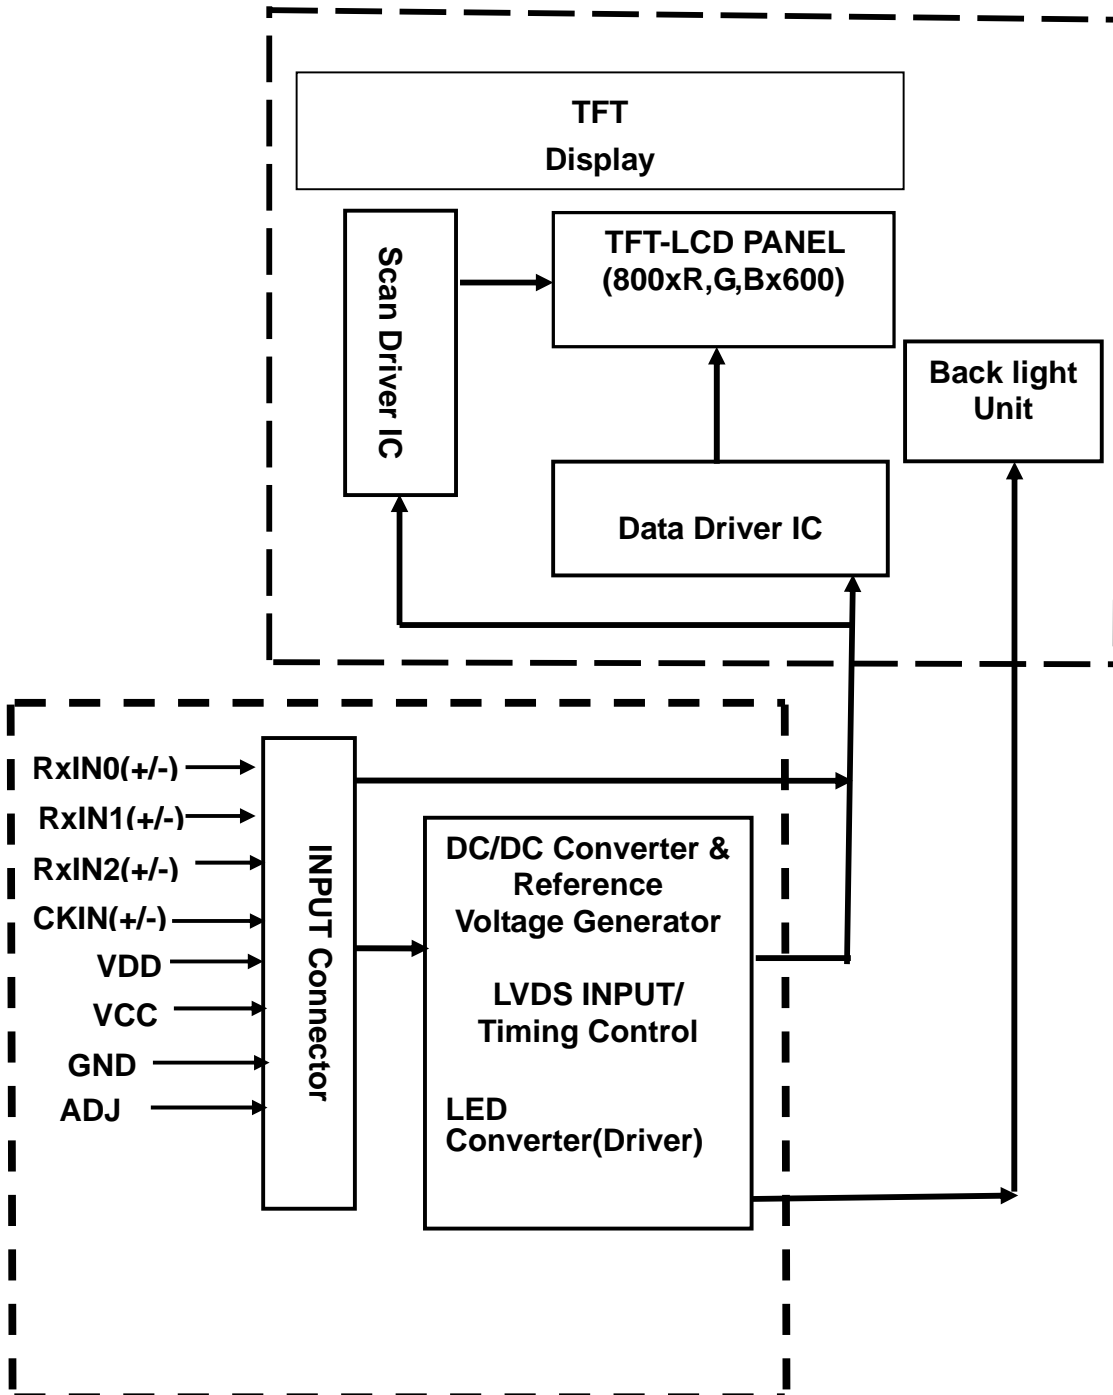 TFT
Display
Scan Driver IC
TFT-LCD PANEL
(800xR,G,Bx600)
Back light
Unit
Data Driver IC
RxIN0(+/-)
RxIN1(+/-)
RxIN2(+/-)
CKIN(+/-)
VDD
VCC
GND
ADJ
INPUT Connector
DC/DC Converter &
Reference
Voltage Generator
LVDS INPUT/
Timing Control
LED
Converter(Driver)